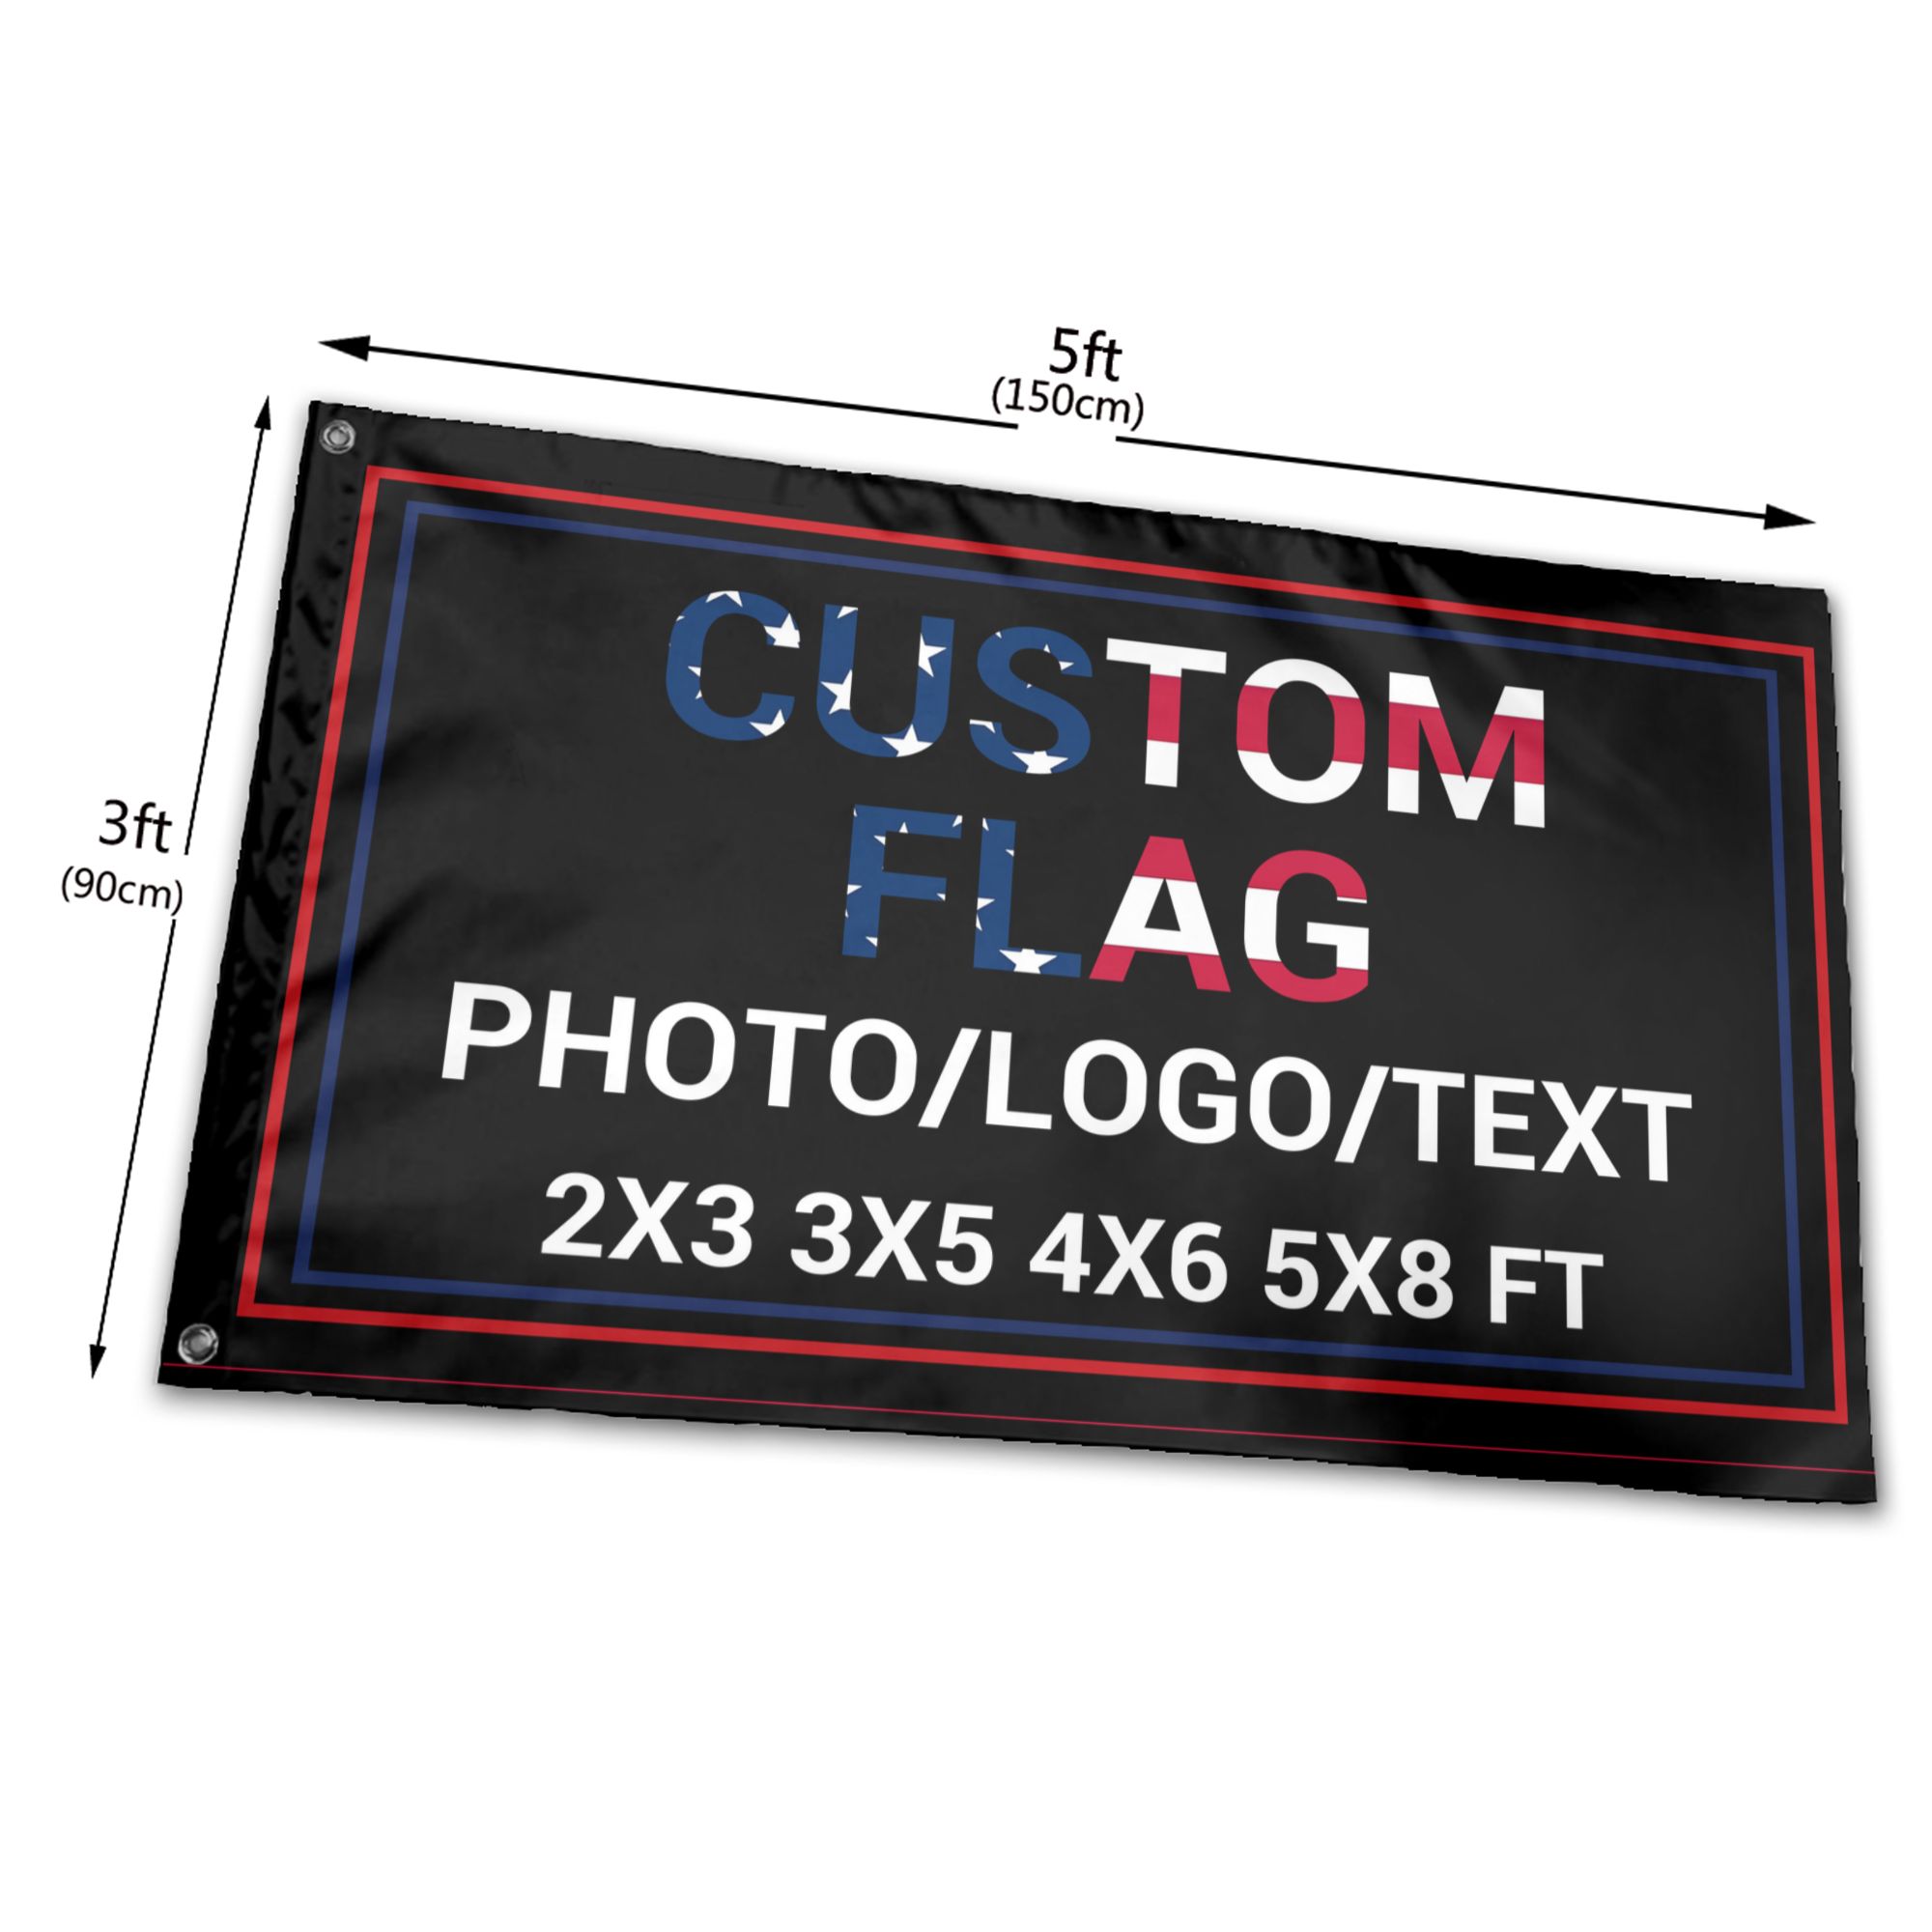 5ft
(150cm)
3ft
(90cm)
CUSTOM
FLAG
PHOTO/LOGO/TEXT
2X3 3X5 4X6 5X8 FT